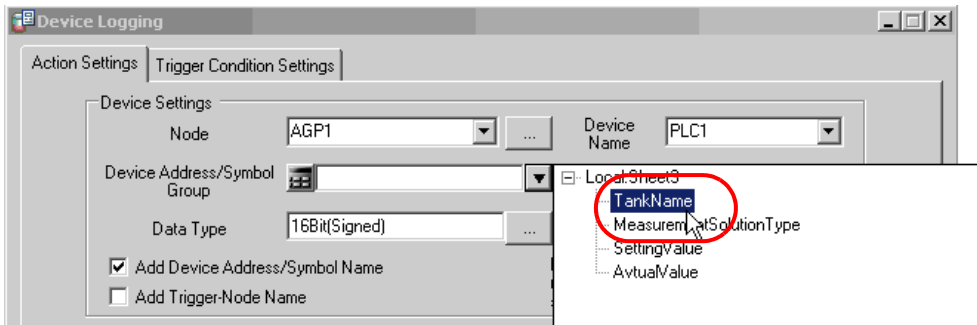 Device Logging
Action Settings Trigger Condition Settings
Device Settings
Node AGP1 ... Device Name PLC1
Device Address/Symbol Group
Local:Sheet3
TankName
MeasurementSolutionType
SettingValue
AvtualValue
Data Type 16Bit(Signed) ...
Add Device Address/Symbol Name
Add Trigger-Node Name